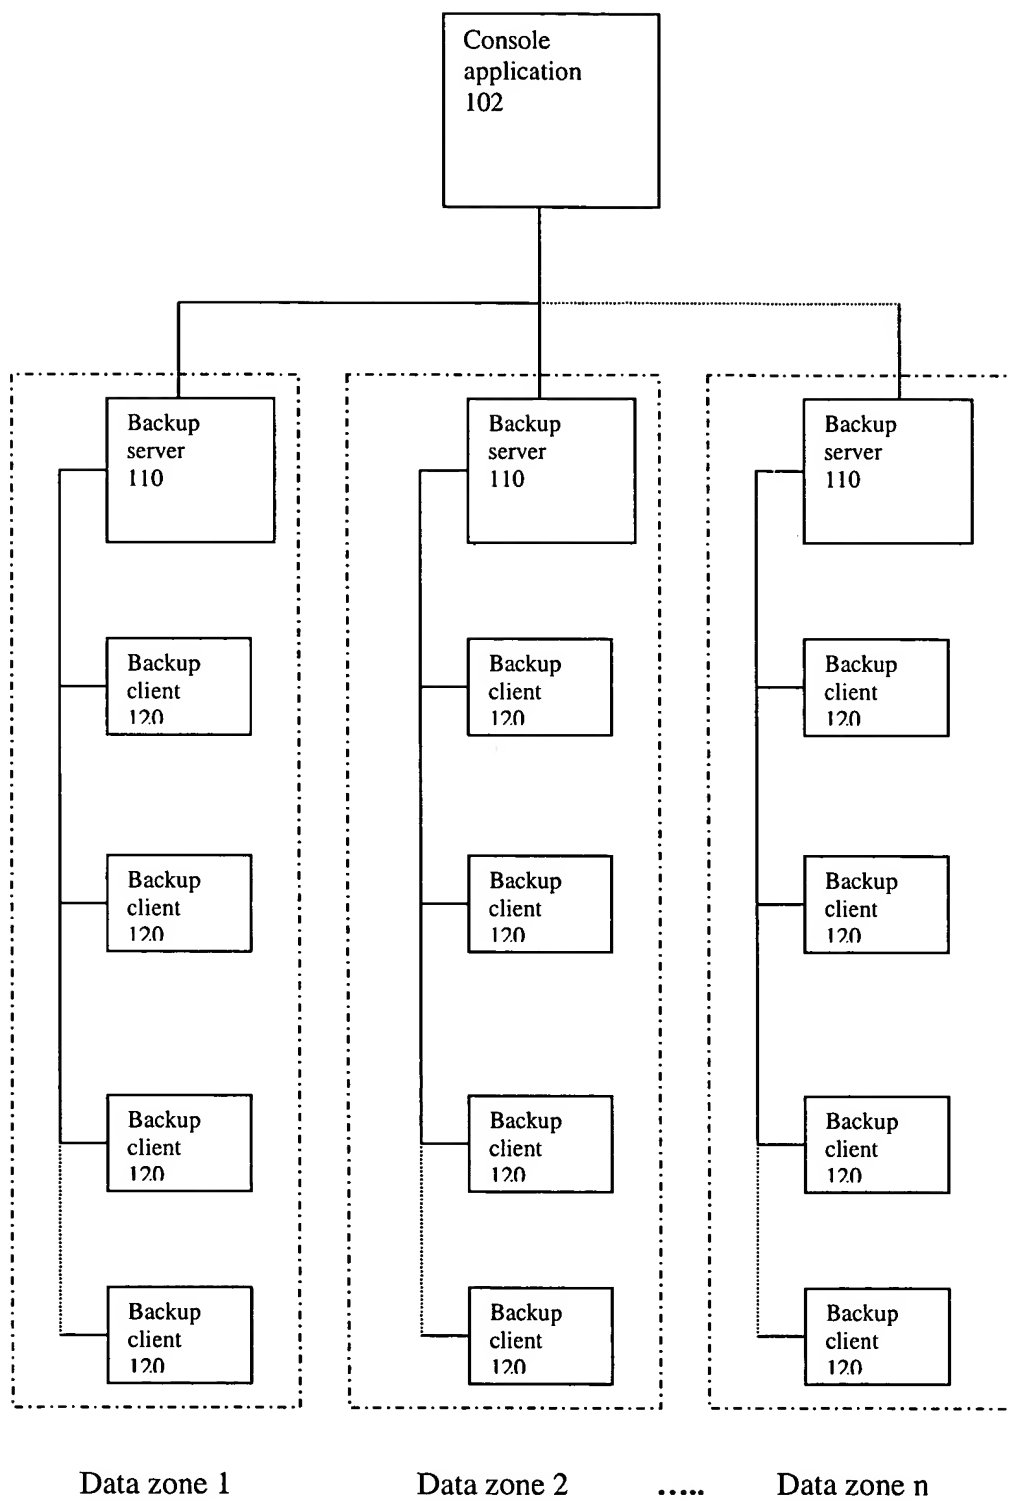 Console
application
102
Backup
server
110
Backup
server
110
Backup
server
110
Backup
client
120
Backup
client
120
Backup
client
120
Backup
client
120
Backup
client
120
Backup
client
120
Backup
client
120
Backup
client
120
Backup
client
120
Backup
client
120
Backup
client
120
Backup
client
120
Data zone 1
Data zone 2
.....
Data zone n